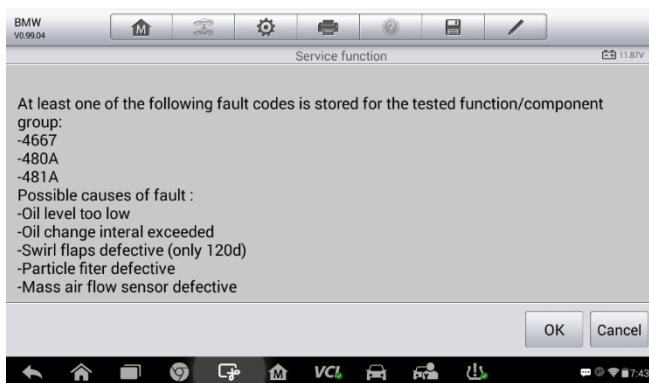 BMW
V0.99.04
Service function
11.87V
At least one of the following fault codes is stored for the tested function/component
group:
-4667
-480A
-481A
Possible causes of fault :
-Oil level too low
-Oil change interal exceeded
-Swirl flaps defective (only 120d)
-Particle fiter defective
-Mass air flow sensor defective
OK
Cancel
VCI
7:43